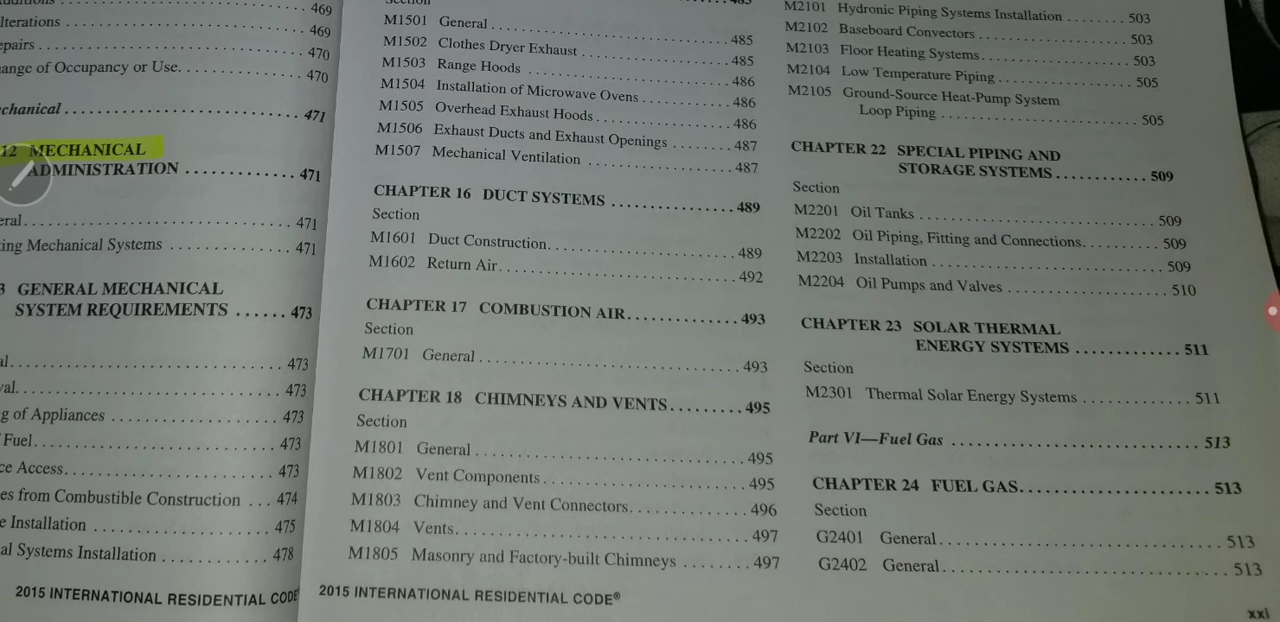 469
lterations ........ 469
epairs ........ 470
ange of Occupancy or Use ........ 470
chanical ........ 471
12 MECHANICAL
ADMINISTRATION ........ 471
eral ........ 471
ing Mechanical Systems ........ 471
3 GENERAL MECHANICAL
SYSTEM REQUIREMENTS ...... 473
al ........ 473
val ........ 473
g of Appliances ........ 473
Fuel ........ 473
ce Access ........ 473
es from Combustible Construction ... 474
e Installation ........ 475
al Systems Installation ........ 478
2015 INTERNATIONAL RESIDENTIAL CODE
Section
M1501 General ........ 485
M1502 Clothes Dryer Exhaust ........ 485
M1503 Range Hoods ........ 486
M1504 Installation of Microwave Ovens ........ 486
M1505 Overhead Exhaust Hoods ........ 486
M1506 Exhaust Ducts and Exhaust Openings ........ 487
M1507 Mechanical Ventilation ........ 487
CHAPTER 16 DUCT SYSTEMS ........ 489
Section
M1601 Duct Construction ........ 489
M1602 Return Air ........ 492
CHAPTER 17 COMBUSTION AIR ........ 493
Section
M1701 General ........ 493
CHAPTER 18 CHIMNEYS AND VENTS ........ 495
Section
M1801 General ........ 495
M1802 Vent Components ........ 495
M1803 Chimney and Vent Connectors ........ 496
M1804 Vents ........ 497
M1805 Masonry and Factory-built Chimneys ........ 497
2015 INTERNATIONAL RESIDENTIAL CODE®
M2101 Hydronic Piping Systems Installation ........ 503
M2102 Baseboard Convectors ........ 503
M2103 Floor Heating Systems ........ 503
M2104 Low Temperature Piping ........ 505
M2105 Ground-Source Heat-Pump System
Loop Piping ........ 505
CHAPTER 22 SPECIAL PIPING AND
STORAGE SYSTEMS ........ 509
Section
M2201 Oil Tanks ........ 509
M2202 Oil Piping, Fitting and Connections ........ 509
M2203 Installation ........ 509
M2204 Oil Pumps and Valves ........ 510
CHAPTER 23 SOLAR THERMAL
ENERGY SYSTEMS ........ 511
Section
M2301 Thermal Solar Energy Systems ........ 511
Part VI—Fuel Gas ........ 513
CHAPTER 24 FUEL GAS ........ 513
Section
G2401 General ........ 513
G2402 General ........ 513
xxi